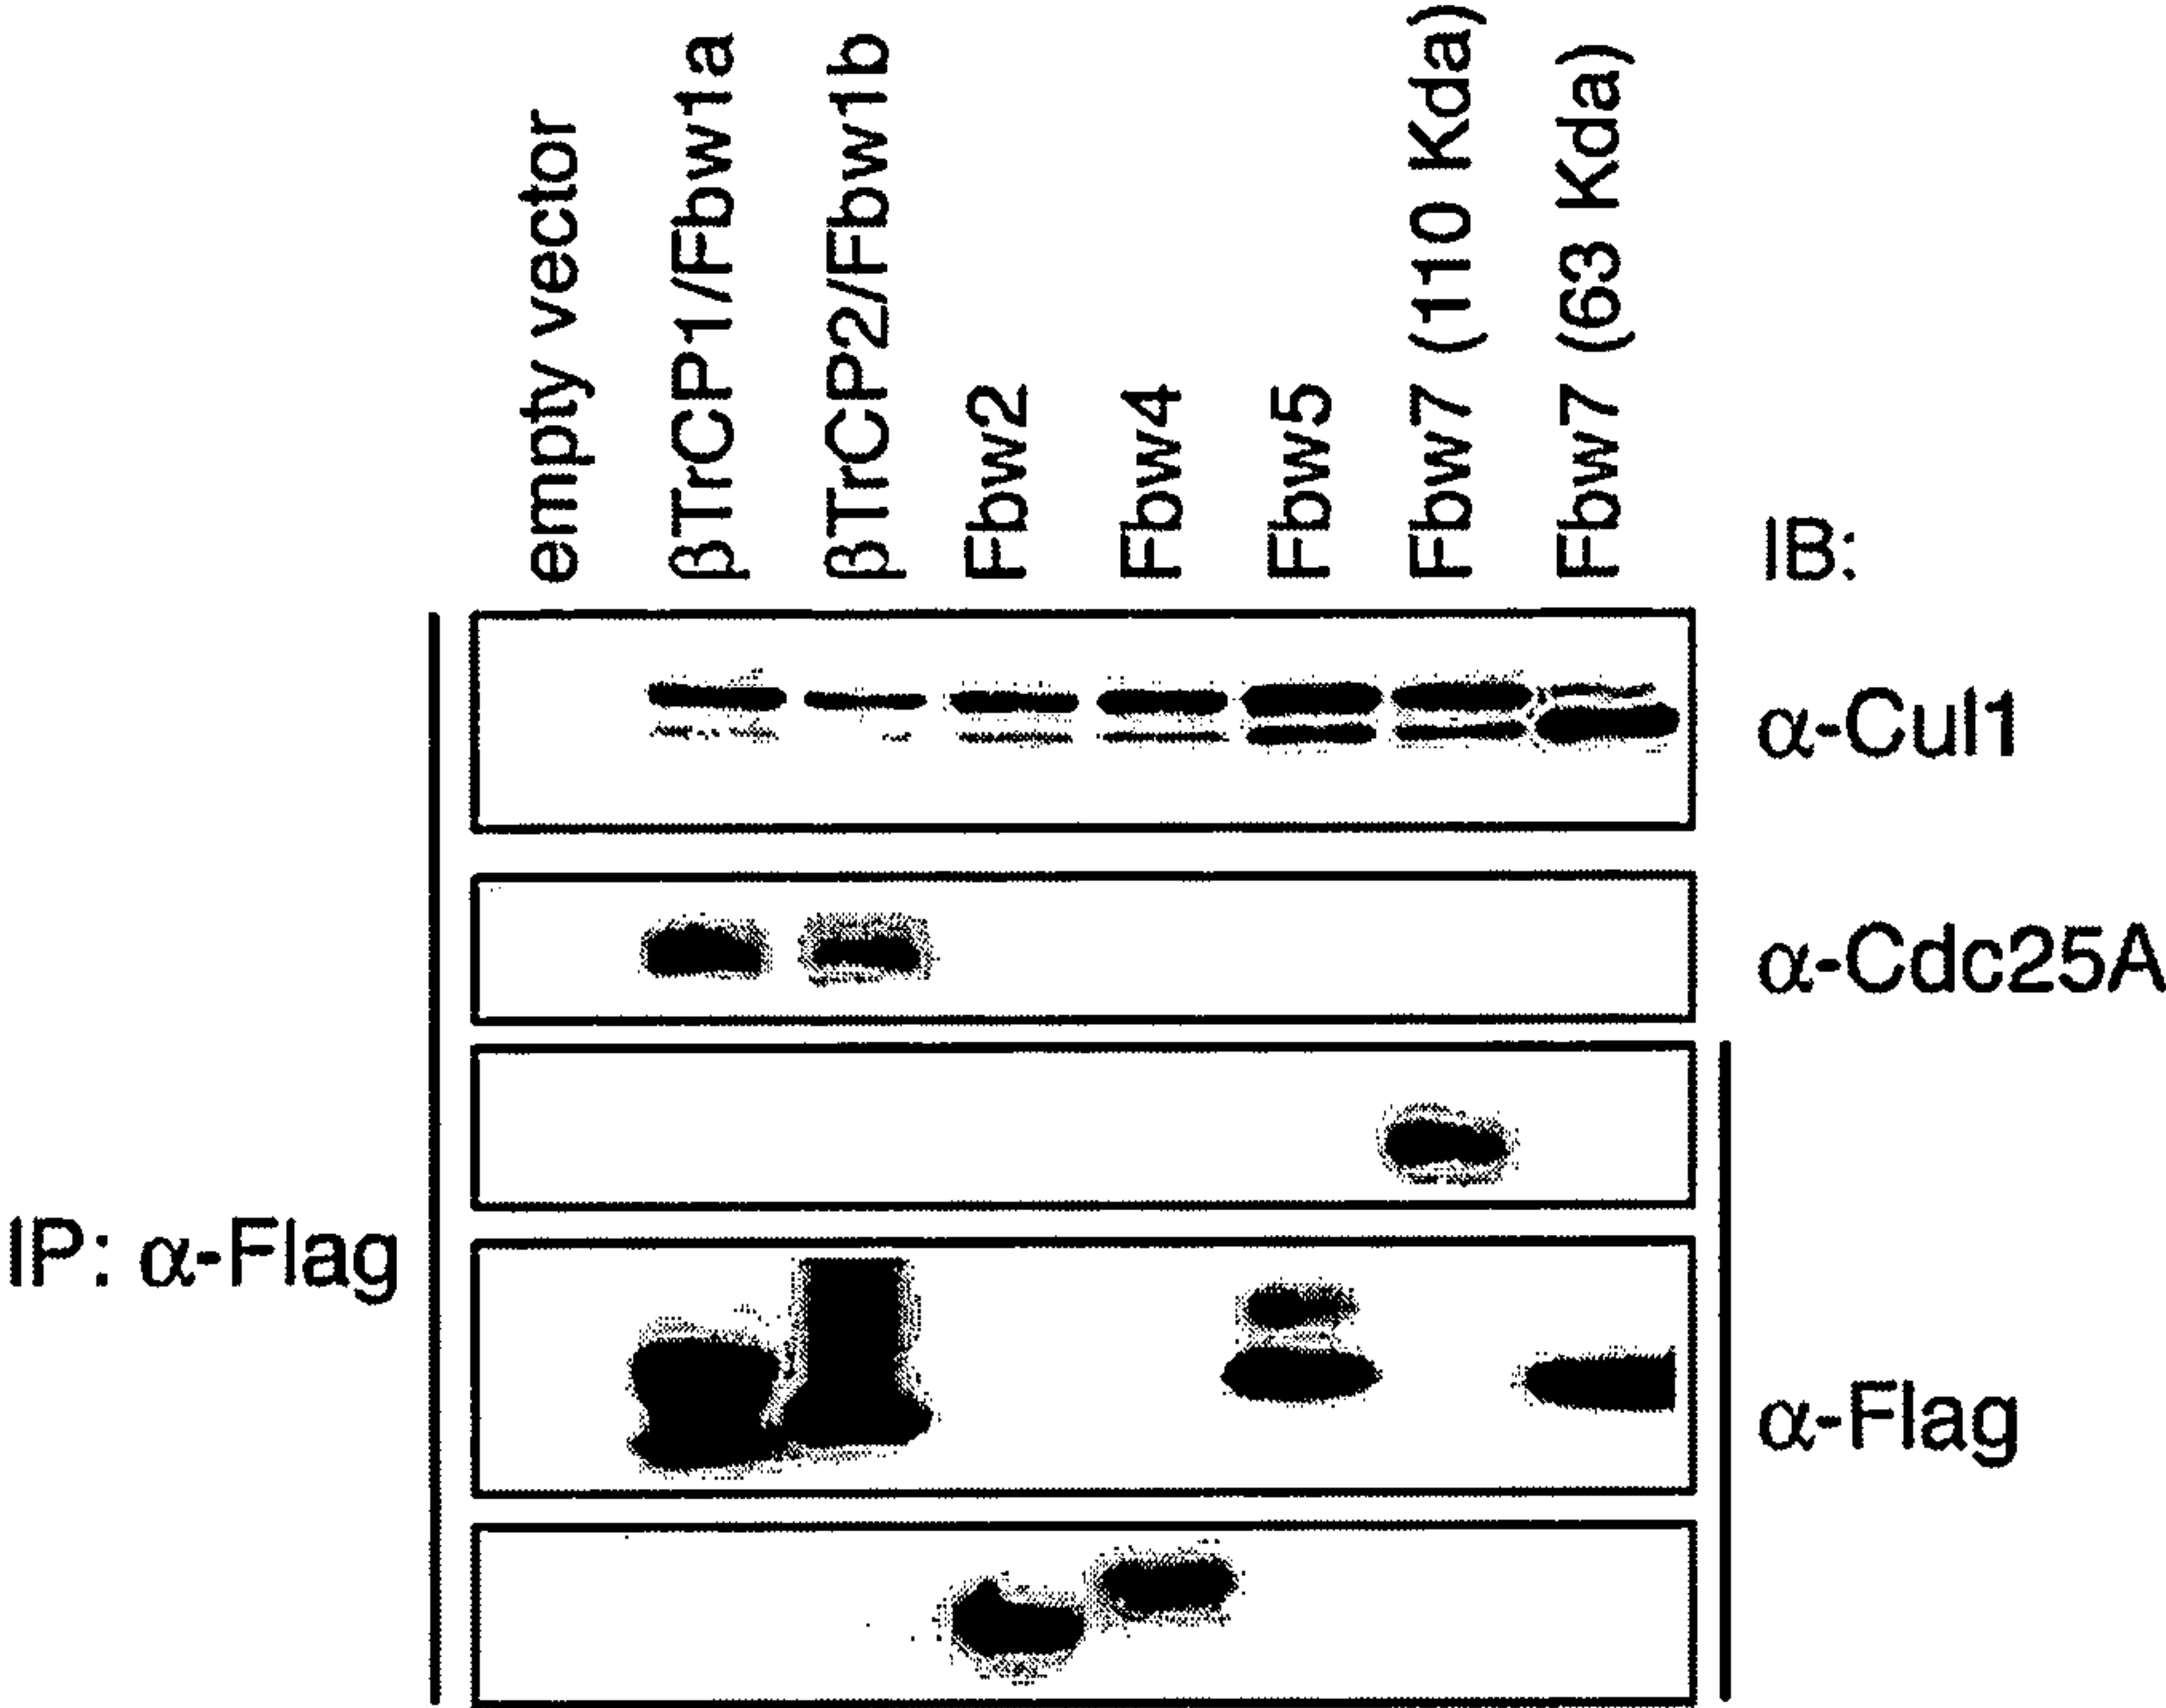 empty vector
βTrCP1/Fbw1a
βTrCP2/Fbw1b
Fbw2
Fbw4
Fbw5
Fbw7 (110 Kda)
Fbw7 (63 Kda)
IB:
α-Cul1
α-Cdc25A
IP: α-Flag
α-Flag